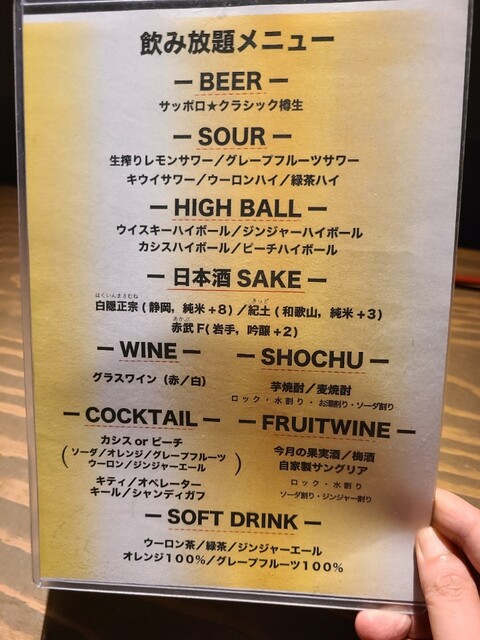 飲み放題メニュー
ー BEER ー
サッポロ★クラシック樽生
ー SOUR ー
生搾りレモンサワー／グレープフルーツサワー
キウイサワー／ウーロンハイ／緑茶ハイ
ー HIGH BALL ー
ウイスキーハイボール／ジンジャーハイボール
カシスハイボール／ピーチハイボール
ー 日本酒 SAKE ー
はくいんまさむね きっど
白隠正宗 (静岡，純米+8) ／紀土 (和歌山，純米+3)
あかぶ
赤武 F(岩手，吟醸+2)
ー WINE ー
グラスワイン（赤／白）
ー SHOCHU ー
芋焼酎／麦焼酎
ロック・水割り・お湯割り・ソーダ割り
ー COCKTAIL ー
カシス or ピーチ
(ソーダ／オレンジ／グレープフルーツ
ウーロン／ジンジャーエール)
キティ／オペレーター
キール／シャンディガフ
ー FRUITWINE ー
今月の果実酒／梅酒
自家製サングリア
ロック・水割り
ソーダ割り・ジンジャー割り
ー SOFT DRINK ー
ウーロン茶／緑茶／ジンジャーエール
オレンジ100%／グレープフルーツ100%